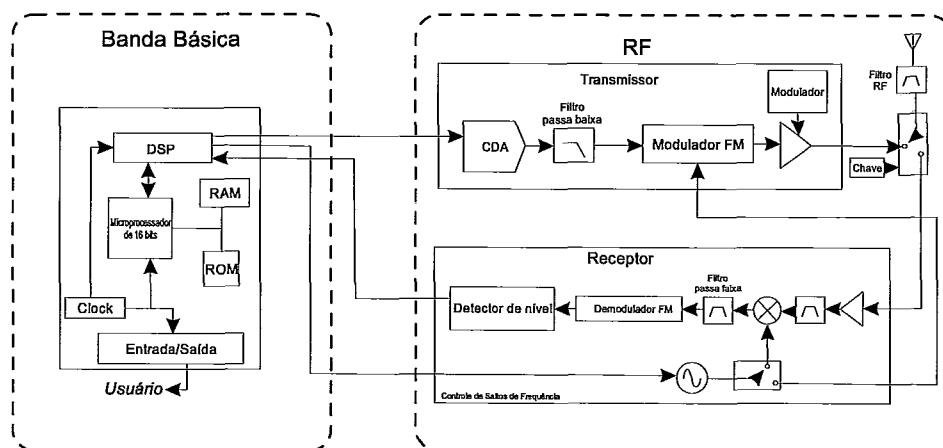 Banda Básica
DSP
RAM
Microprocessador
de 16 bits
ROM
Clock
Entrada/Saída
Usuário
RF
Transmissor
Filtro
passa baixa
CDA
Modulador FM
Modulador
Filtro
RF
Chave
Receptor
Filtro
passa faixa
Detector de nível
Demodulador FM
Controle de Saltos de Frequência